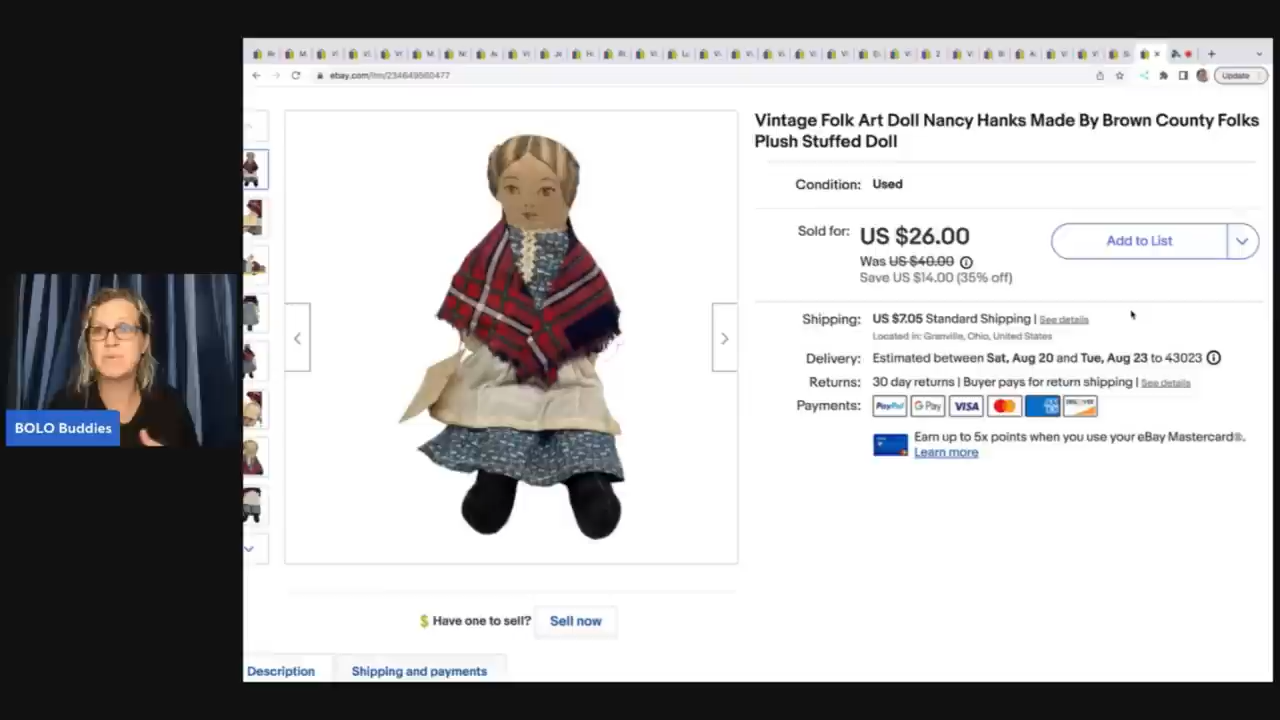 ebay.com/itm/234649560477
Update
Vintage Folk Art Doll Nancy Hanks Made By Brown County Folks
Plush Stuffed Doll
Condition: Used
Sold for: US $26.00
Add to List
Was US $40.00
Save US $14.00 (35% off)
Shipping: US $7.05 Standard Shipping | See details
Located in: Granville, Ohio, United States
Delivery: Estimated between Sat, Aug 20 and Tue, Aug 23 to 43023
Returns: 30 day returns | Buyer pays for return shipping | See details
Payments: PayPal G Pay VISA DISCOVER
Earn up to 5x points when you use your eBay Mastercard®.
Learn more
BOLO Buddies
$ Have one to sell? Sell now
Description Shipping and payments